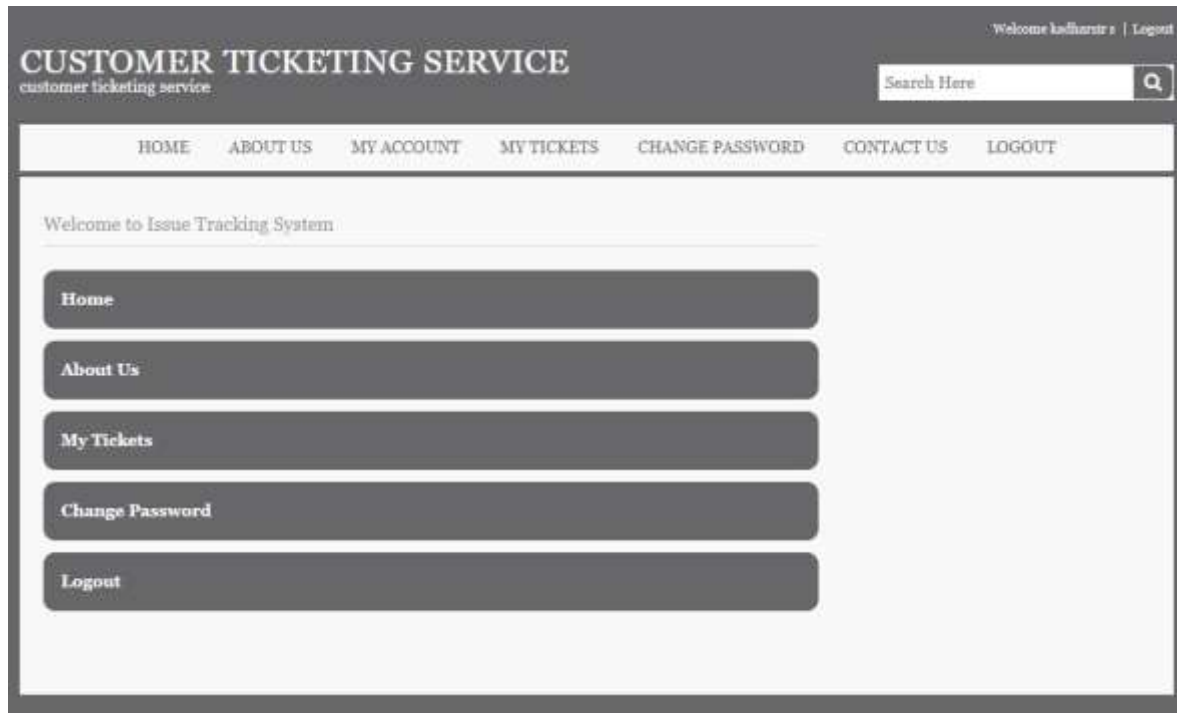 Welcome kadharstr s | Logout
CUSTOMER TICKETING SERVICE
customer ticketing service
Search Here
HOME ABOUT US MY ACCOUNT MY TICKETS CHANGE PASSWORD CONTACT US LOGOUT
Welcome to Issue Tracking System
Home
About Us
My Tickets
Change Password
Logout